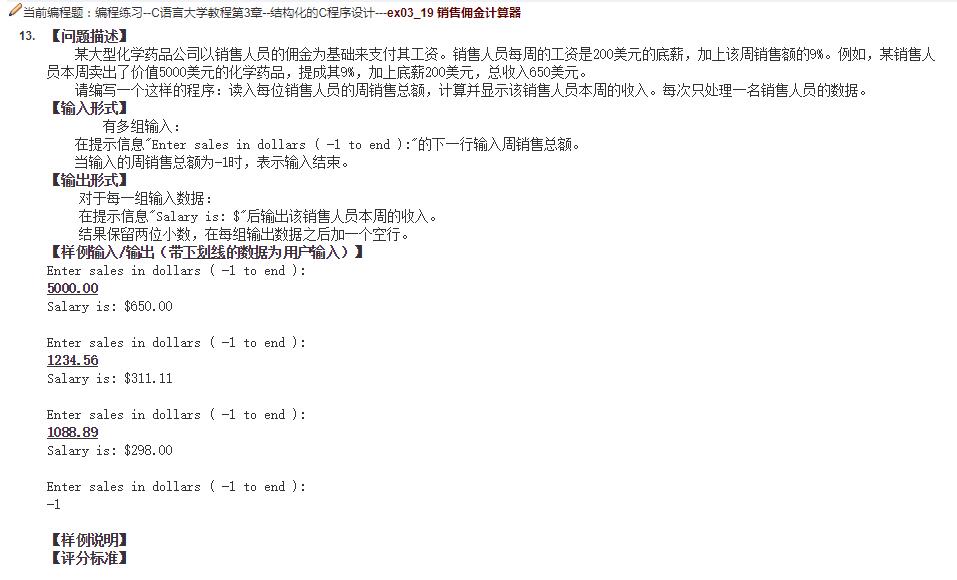 当前编程题：编程练习--C语言大学教程第3章--结构化的C程序设计---ex03_19 销售佣金计算器
13. 【问题描述】
某大型化学药品公司以销售人员的佣金为基础来支付其工资。销售人员每周的工资是200美元的底薪，加上该周销售额的9%。例如，某销售人
员本周卖出了价值5000美元的化学药品，提成其9%，加上底薪200美元，总收入650美元。
请编写一个这样的程序：读入每位销售人员的周销售总额，计算并显示该销售人员本周的收入。每次只处理一名销售人员的数据。
【输入形式】
有多组输入：
在提示信息"Enter sales in dollars ( -1 to end ):"的下一行输入周销售总额。
当输入的周销售总额为-1时，表示输入结束。
【输出形式】
对于每一组输入数据：
在提示信息"Salary is: $"后输出该销售人员本周的收入。
结果保留两位小数，在每组输出数据之后加一个空行。
【样例输入/输出（带下划线的数据为用户输入）】
Enter sales in dollars ( -1 to end ):
5000.00
Salary is: $650.00
Enter sales in dollars ( -1 to end ):
1234.56
Salary is: $311.11
Enter sales in dollars ( -1 to end ):
1088.89
Salary is: $298.00
Enter sales in dollars ( -1 to end ):
-1
【样例说明】
【评分标准】